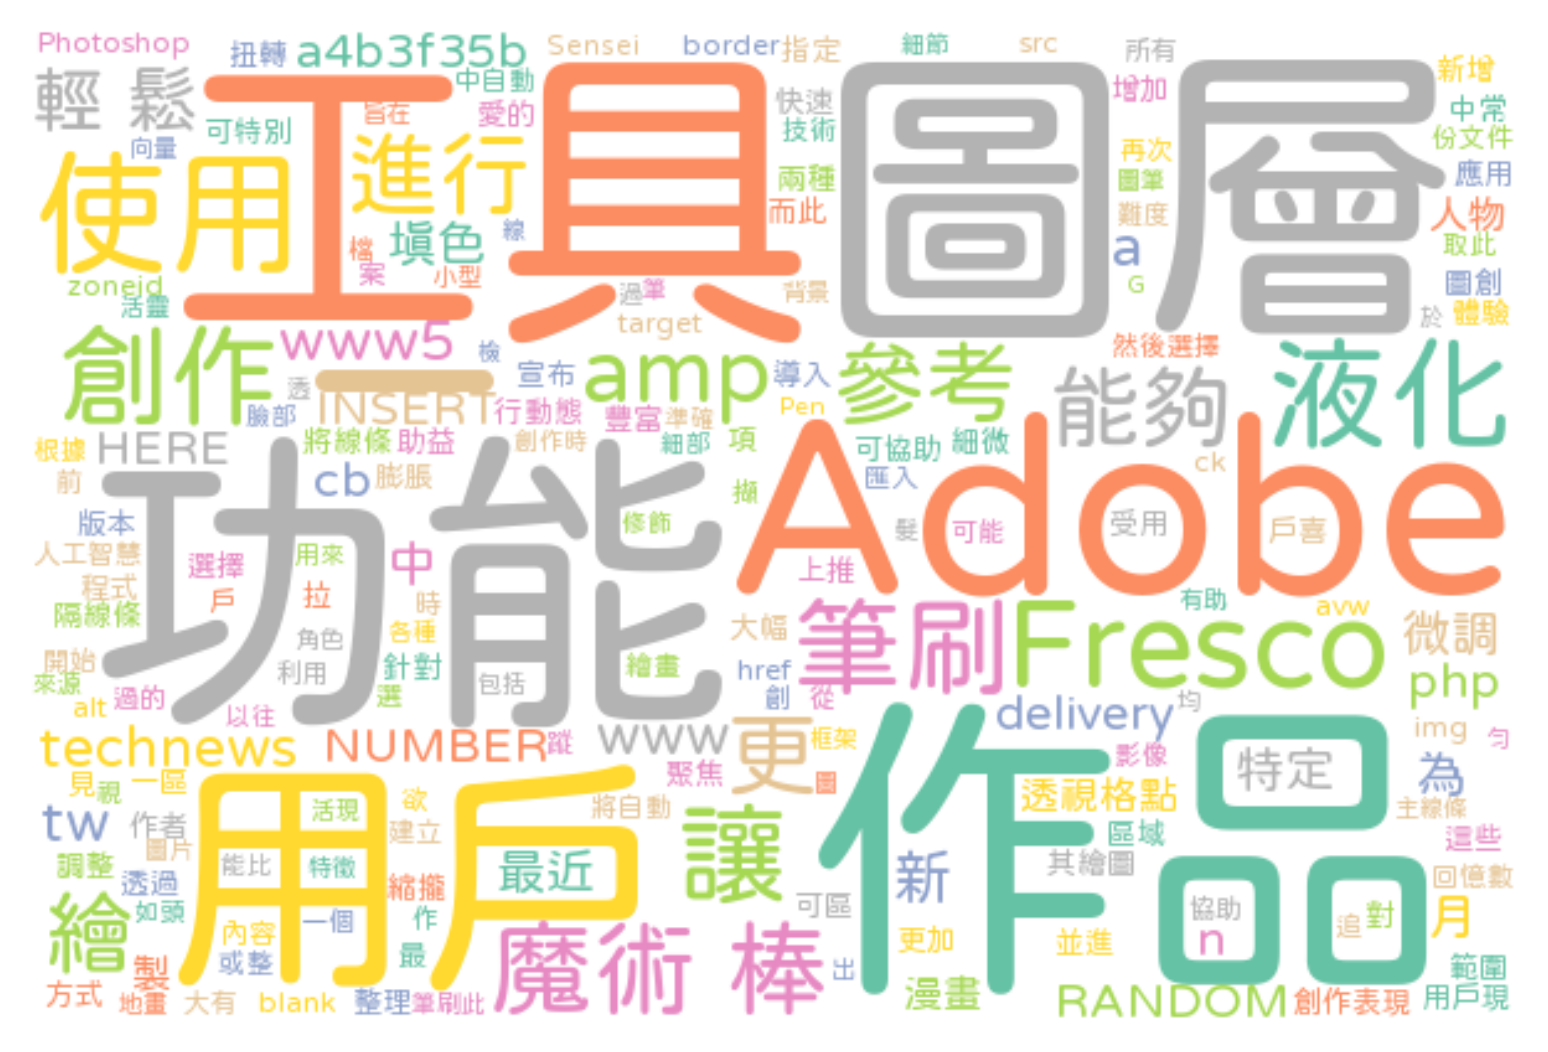 Photoshop
扭轉
a4b3f35b
Sensei
border
指定
細節
src
所有
新增
輕 鬆
工具
中自動
旨在
愛的
快速
技術
圖層
增加
中常
份文件
可特別
向量
使用
進行
填色
線
檔
案
小型
兩種
而此
再次
圖筆
難度
a
G
應用
人物
取此
圖創
體驗
於
zoneid
活靈
過
筆
背景
target
創作
www5
檢
宣布
amp
導入
Pen
參考
然後選擇
能夠
液化
透
一
INSERT
臉部
行動態
豐富
準確
根據
HERE
將線條
助益
創作時
細部
項
可協助
細微
ck
前
cb
膨脹
擷
匯入
功能
Adobe
版本
修飾
髮
可能
受用
戶喜
人工智慧
選擇
用來
中
上推
程式
戶
拉
時
隔線條
角色
各種
大幅
筆刷
Fresco
有助
avw
微調
開始
利用
針對
包括
繪畫
href
來源
過的
選
創
從
php
alt
以往
delivery
均
technews
NUMBER
蹤
www
更
框架
img
勻
見
視
一區
聚焦
圖
影像
特定
為
用戶
作品
活現
欲
將自動
透視格點
主線條
tw
作者
建立
讓
區域
這些
圖片
調整
能比
特徵
最近
新
其繪圖
透過
縮攏
回憶數
繪
如頭
一個
作
可區
協助
追
對
月
內容
魔術 棒
更加
並進
n
或整
最
出
製
範圍
方式
地畫
大有
blank
整理
筆刷此
漫畫
RANDOM
創作表現
用戶現